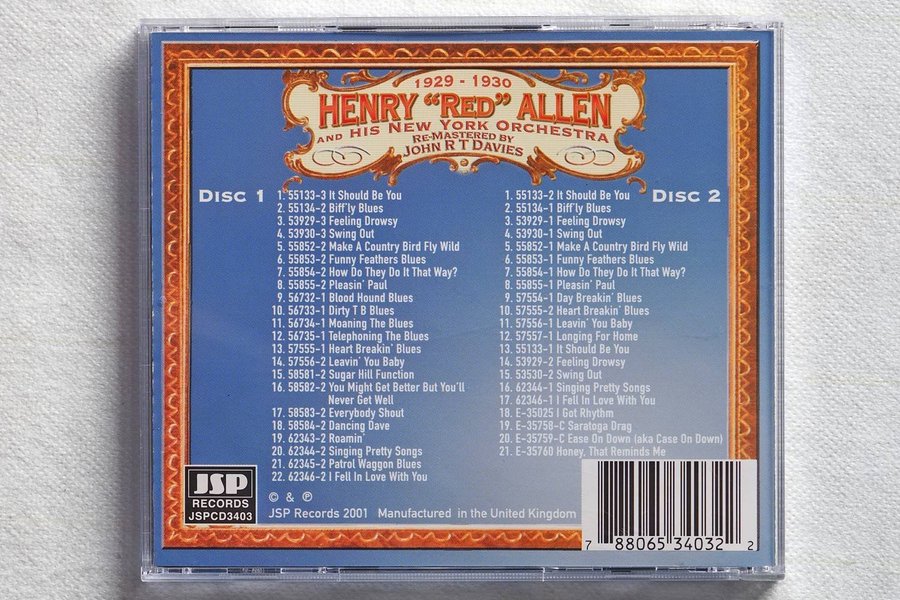 1929 - 1930
HENRY “RED” ALLEN
AND HIS NEW YORK ORCHESTRA
RE-MASTERED BY
JOHN R T DAVIES
DISC 1
1. 55133-3 It Should Be You
2. 55134-2 Biff'ly Blues
3. 53929-3 Feeling Drowsy
4. 53930-3 Swing Out
5. 55852-2 Make A Country Bird Fly Wild
6. 55853-2 Funny Feathers Blues
7. 55854-2 How Do They Do It That Way?
8. 55855-2 Pleasin' Paul
9. 56732-1 Blood Hound Blues
10. 56733-1 Dirty T B Blues
11. 56734-1 Moaning The Blues
12. 56735-1 Telephoning The Blues
13. 57555-1 Heart Breakin' Blues
14. 57556-2 Leavin' You Baby
15. 58581-2 Sugar Hill Function
16. 58582-2 You Might Get Better But You'll
Never Get Well
17. 58583-2 Everybody Shout
18. 58584-2 Dancing Dave
19. 62343-2 Roamin'
20. 62344-2 Singing Pretty Songs
21. 62345-2 Patrol Waggon Blues
22. 62346-2 I Fell In Love With You
DISC 2
1. 55133-2 It Should Be You
2. 55134-1 Biff'ly Blues
3. 53929-1 Feeling Drowsy
4. 53930-1 Swing Out
5. 55852-1 Make A Country Bird Fly Wild
6. 55853-1 Funny Feathers Blues
7. 55854-1 How Do They Do It That Way?
8. 55855-1 Pleasin' Paul
9. 57554-1 Day Breakin' Blues
10. 57555-2 Heart Breakin' Blues
11. 57556-1 Leavin' You Baby
12. 57557-1 Longing For Home
13. 55133-1 It Should Be You
14. 53929-2 Feeling Drowsy
15. 53530-2 Swing Out
16. 62344-1 Singing Pretty Songs
17. 62346-1 I Fell In Love With You
18. E-35025 I Got Rhythm
19. E-35758-C Saratoga Drag
20. E-35759-C Ease On Down (aka Case On Down)
21. E-35760 Honey, That Reminds Me
JSP
RECORDS
JSPCD3403
© & ℗
JSP Records 2001 Manufactured in the United Kingdom
7 88065 34032 2